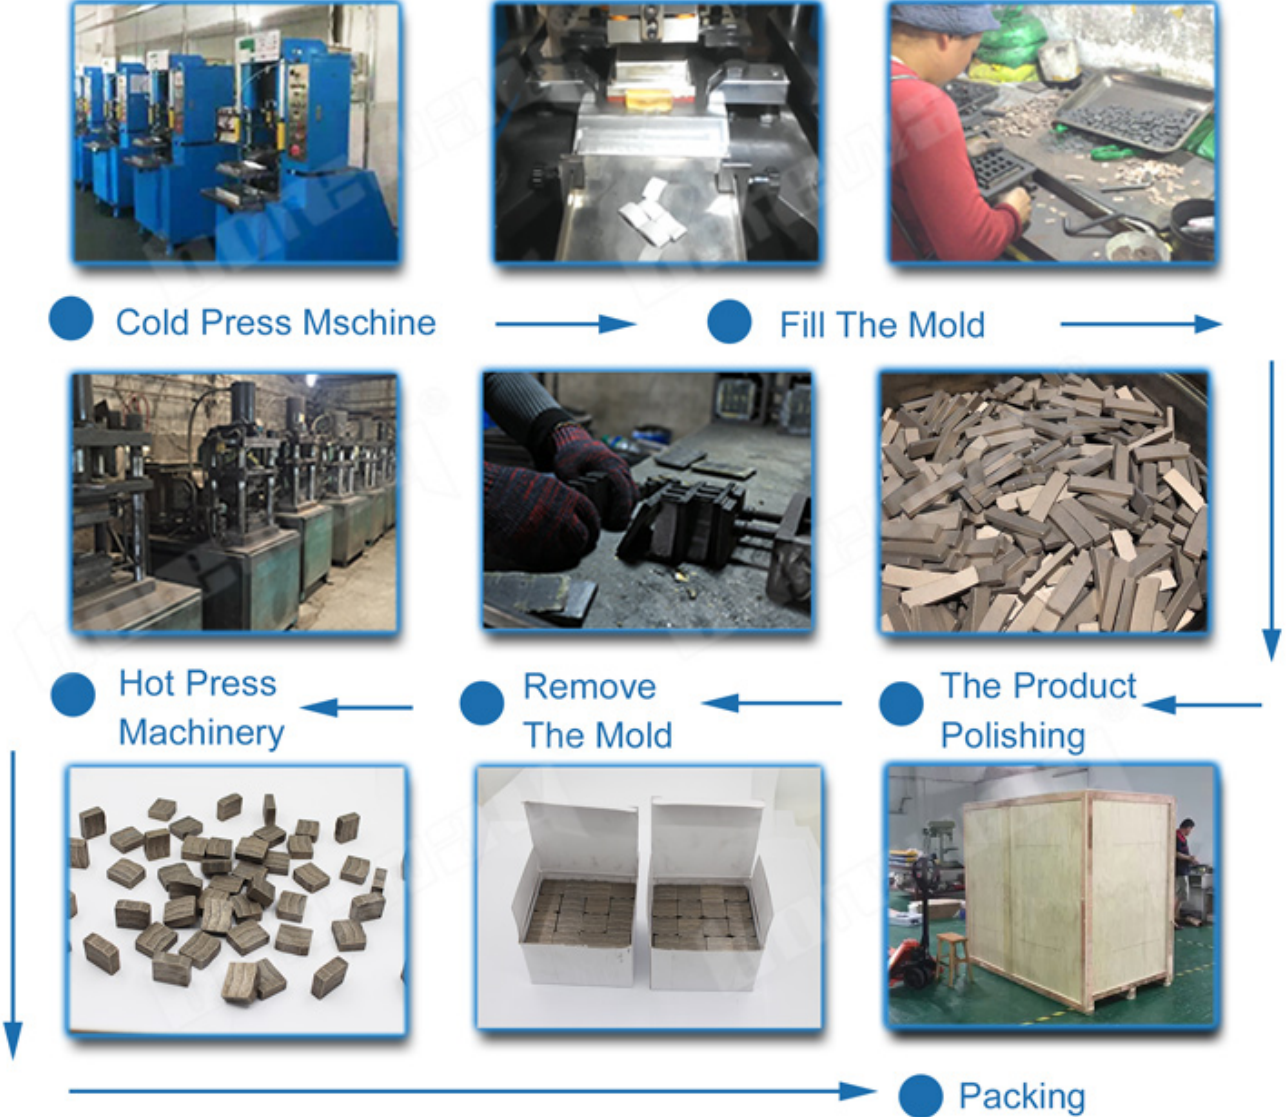 Cold Press Mschine
Fill The Mold
Hot Press
Machinery
Remove
The Mold
The Product
Polishing
Packing